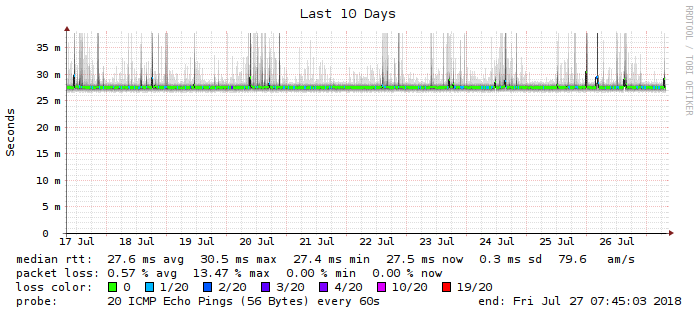 Last 10 Days
RRDTOOL / TOBI OETIKER
Seconds
35 m
30 m
25 m
20 m
15 m
10 m
5 m
0
17 Jul 18 Jul 19 Jul 20 Jul 21 Jul 22 Jul 23 Jul 24 Jul 25 Jul 26 Jul
median rtt: 27.6 ms avg 30.5 ms max 27.4 ms min 27.5 ms now 0.3 ms sd 79.6 am/s
packet loss: 0.57 % avg 13.47 % max 0.00 % min 0.00 % now
loss color: 0 1/20 2/20 3/20 4/20 10/20 19/20
probe: 20 ICMP Echo Pings (56 Bytes) every 60s end: Fri Jul 27 07:45:03 2018